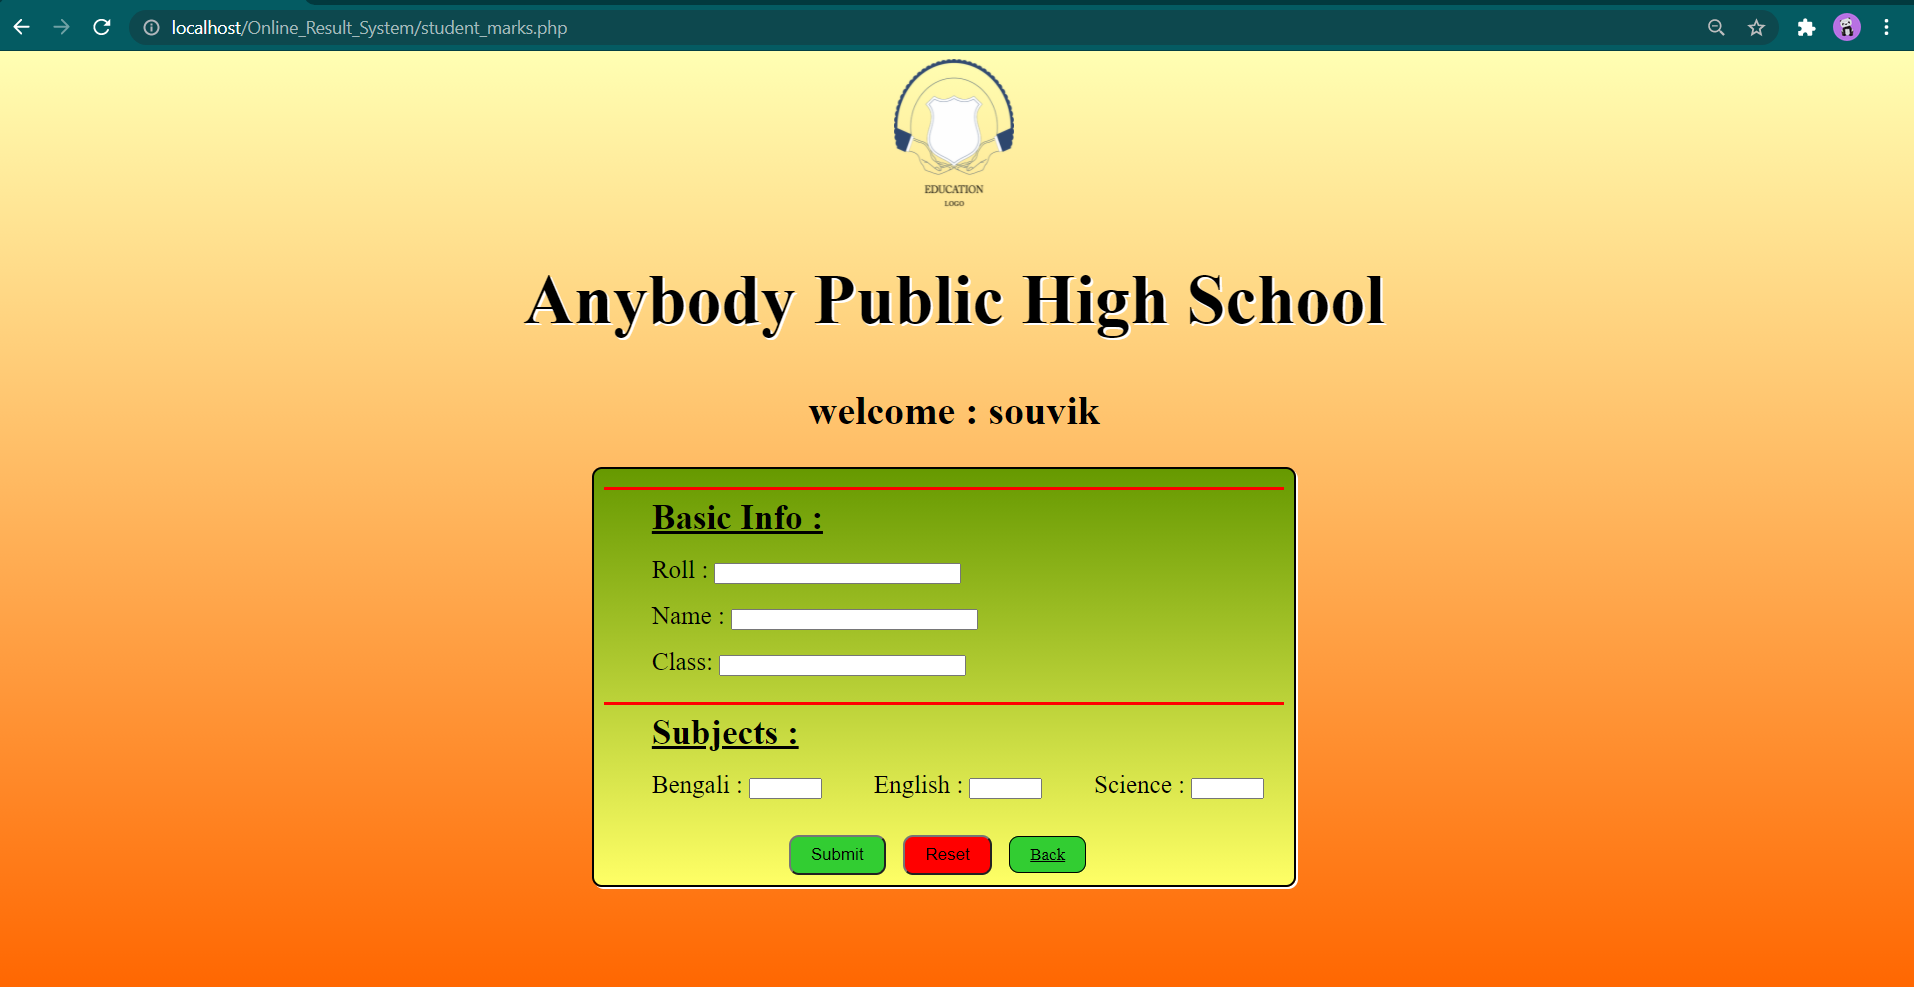 localhost/Online_Result_System/student_marks.php
EDUCATION
LOGO
Anybody Public High School
welcome : souvik
Basic Info :
Roll :
Name :
Class:
Subjects :
Bengali : English : Science :
Submit Reset Back